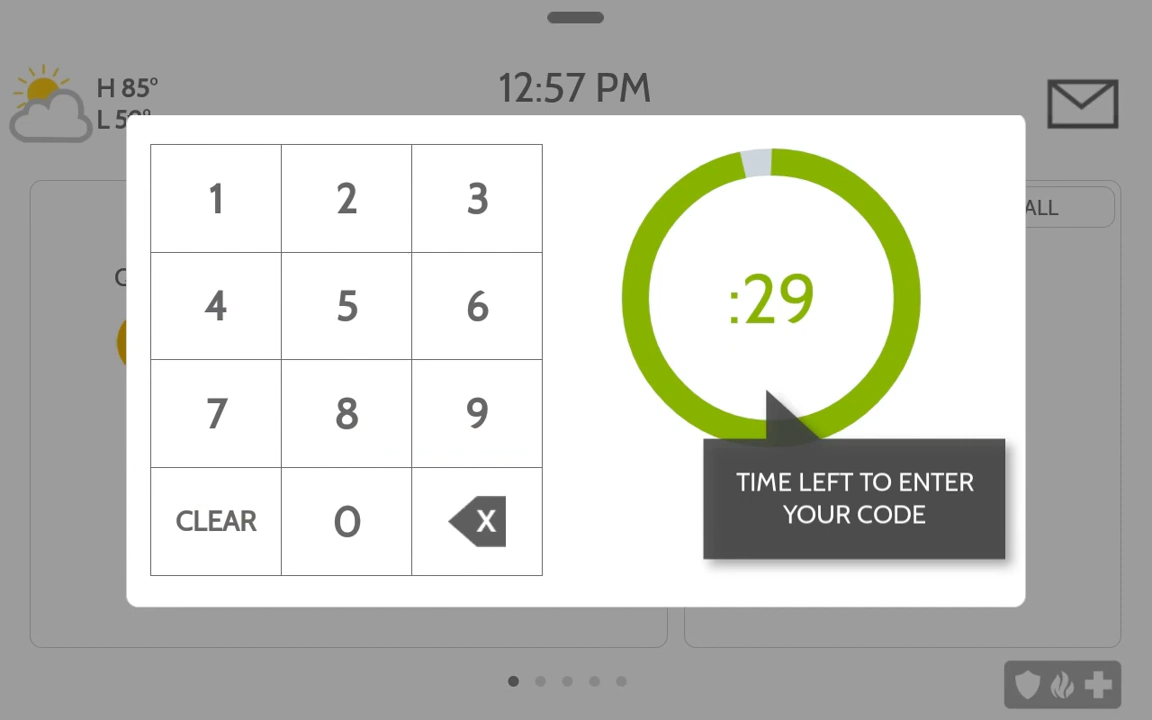 H 85°
12:57 PM
ALL
1 2 3
4 5 6
:29
7 8 9
TIME LEFT TO ENTER
YOUR CODE
CLEAR 0 X